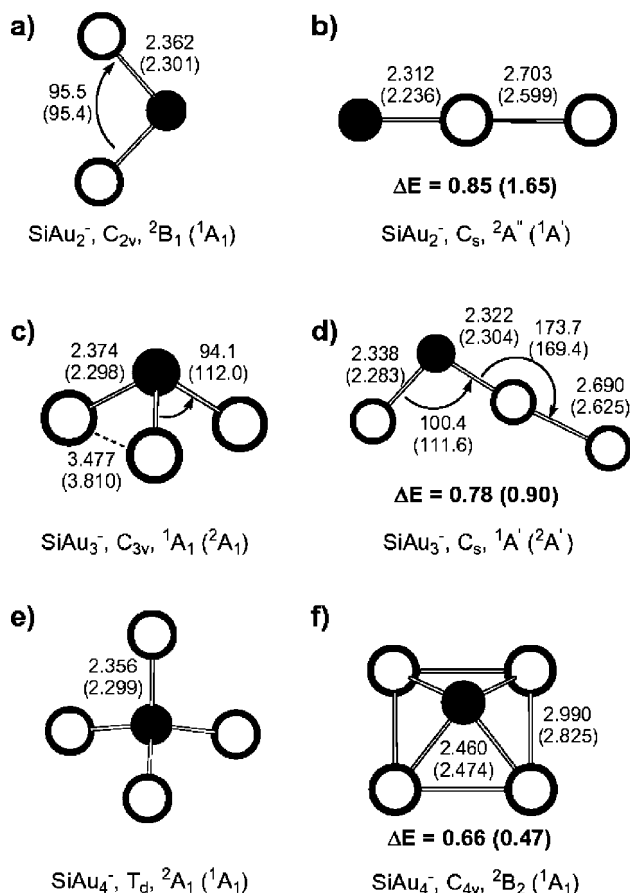 a)
2.362
(2.301)
95.5
(95.4)
SiAu₂⁻, C₂ᵥ, ²B₁ (¹A₁)
b)
2.312
(2.236)
2.703
(2.599)
ΔE = 0.85 (1.65)
SiAu₂⁻, Cₛ, ²A" (¹A')
c)
2.374
(2.298)
94.1
(112.0)
3.477
(3.810)
SiAu₃⁻, C₃ᵥ, ¹A₁ (²A₁)
d)
2.322
(2.304)
173.7
(169.4)
2.338
(2.283)
2.690
(2.625)
100.4
(111.6)
ΔE = 0.78 (0.90)
SiAu₃⁻, Cₛ, ¹A' (²A')
e)
2.356
(2.299)
SiAu₄⁻, T_d, ²A₁ (¹A₁)
f)
2.990
(2.825)
2.460
(2.474)
ΔE = 0.66 (0.47)
SiAu₄⁻, C₄ᵥ, ²B₂ (¹A₁)